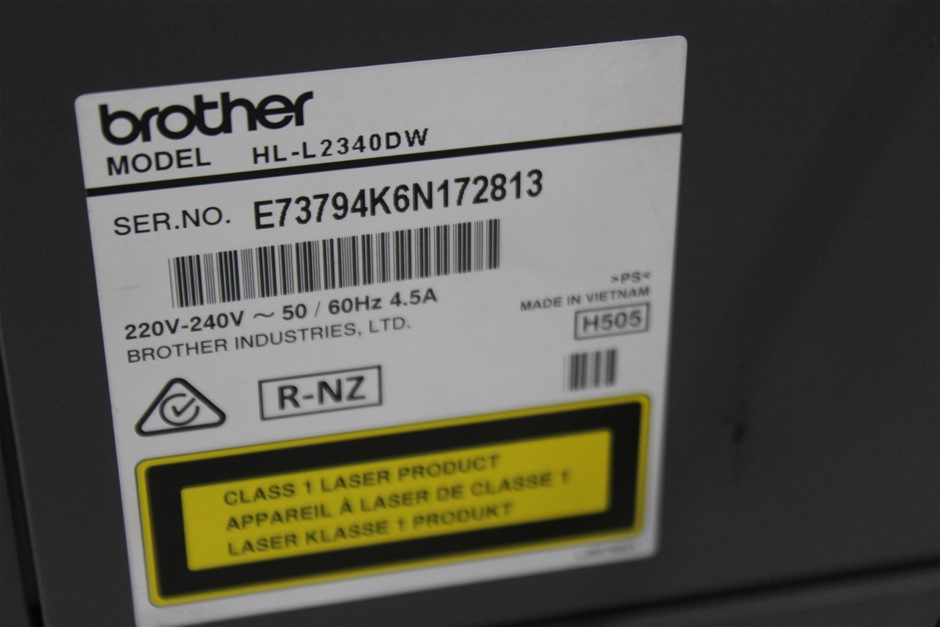 brother
MODEL HL-L2340DW
SER.NO. E73794K6N172813
>PS<
220V-240V ~ 50 / 60Hz 4.5A
MADE IN VIETNAM
BROTHER INDUSTRIES, LTD.
H505
R-NZ
CLASS 1 LASER PRODUCT
APPAREIL À LASER DE CLASSE 1
LASER KLASSE 1 PRODUKT